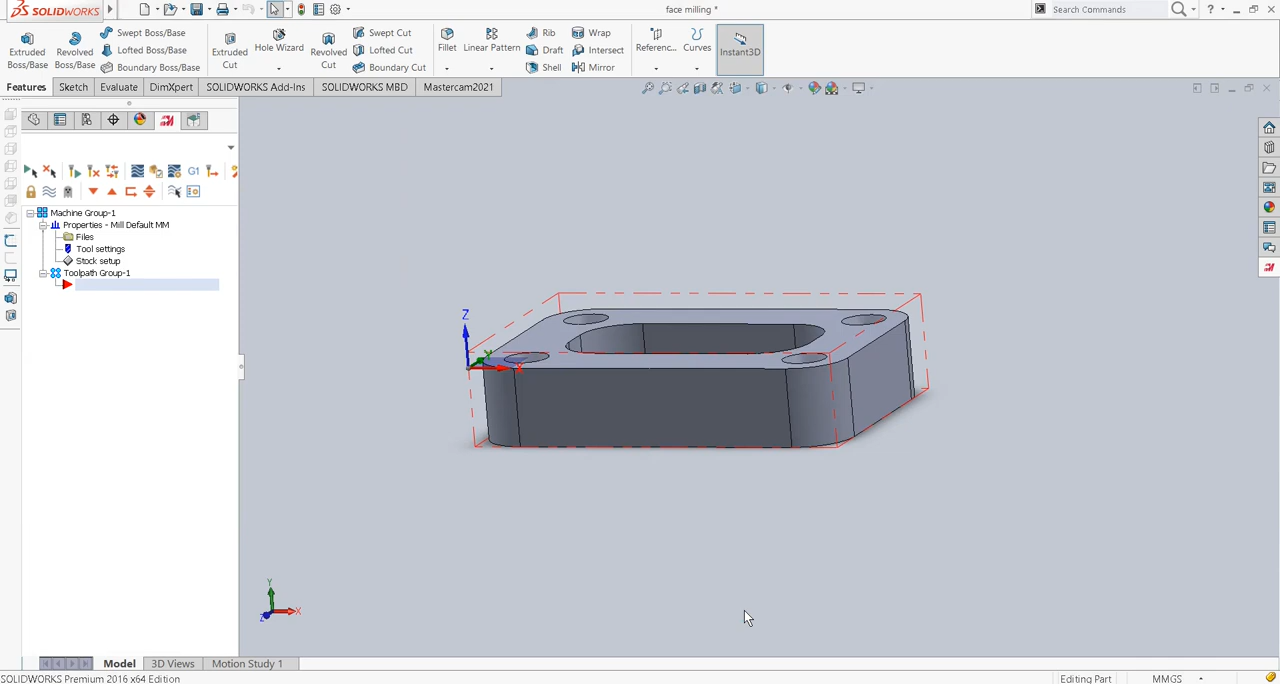 SOLIDWORKS
face milling *
Search Commands
Extruded Boss/Base
Revolved Boss/Base
Swept Boss/Base
Lofted Boss/Base
Boundary Boss/Base
Extruded Cut
Hole Wizard
Revolved Cut
Swept Cut
Lofted Cut
Boundary Cut
Fillet
Linear Pattern
Rib
Draft
Shell
Wrap
Intersect
Mirror
Referenc...
Curves
Instant3D
Features
Sketch
Evaluate
DimXpert
SOLIDWORKS Add-Ins
SOLIDWORKS MBD
Mastercam2021
G1
Machine Group-1
Properties - Mill Default MM
Files
Tool settings
Stock setup
Toolpath Group-1
Z
Y
X
Y
X
Z
Model
3D Views
Motion Study 1
SOLIDWORKS Premium 2016 x64 Edition
Editing Part
MMGS